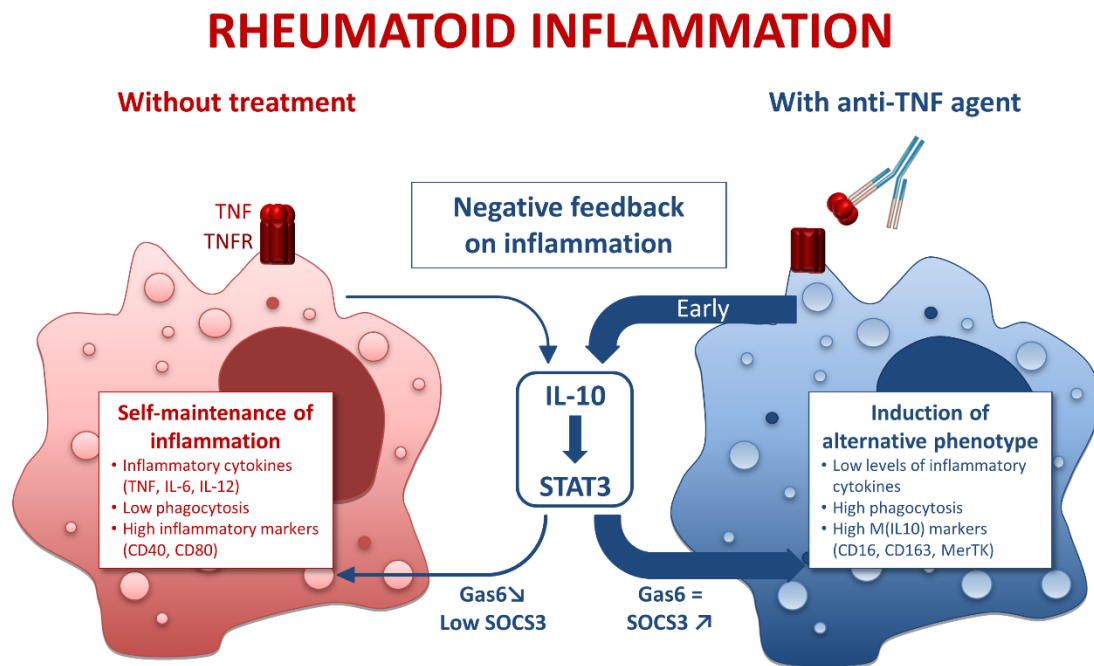 RHEUMATOID INFLAMMATION
Without treatment
With anti-TNF agent
TNF
TNFR
Negative feedback
on inflammation
Early
IL-10
STAT3
Self-maintenance of
inflammation
• Inflammatory cytokines
(TNF, IL-6, IL-12)
• Low phagocytosis
• High inflammatory markers
(CD40, CD80)
Induction of
alternative phenotype
• Low levels of inflammatory
cytokines
• High phagocytosis
• High M(IL10) markers
(CD16, CD163, MerTK)
Gas6↘
Low SOCS3
Gas6 =
SOCS3 ↗